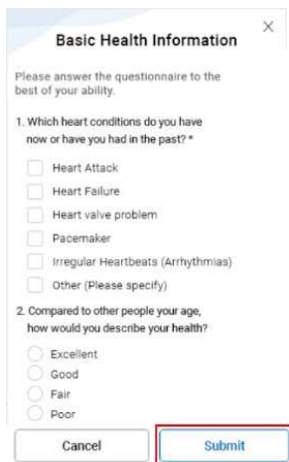 Basic Health Information
Please answer the questionnaire to the
best of your ability.
1. Which heart conditions do you have
now or have you had in the past? *
Heart Attack
Heart Failure
Heart valve problem
Pacemaker
Irregular Heartbeats (Arrhythmias)
Other (Please specify)
2. Compared to other people your age,
how would you describe your health?
Excellent
Good
Fair
Poor
Cancel
Submit